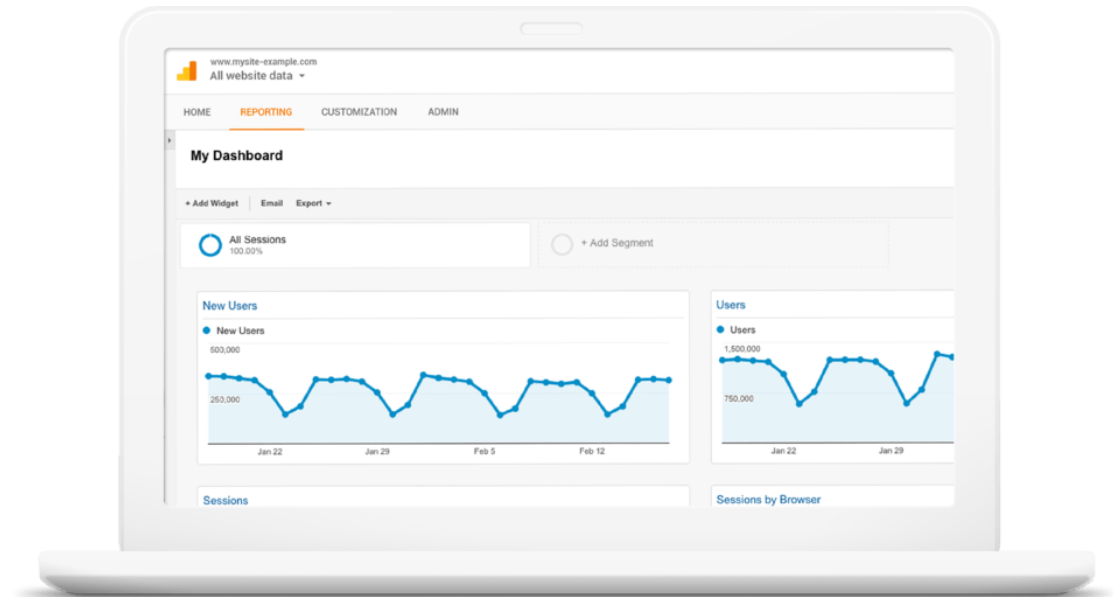 www.mysite-example.com
All website data
HOME REPORTING CUSTOMIZATION ADMIN
My Dashboard
+ Add Widget Email Export
All Sessions
100.00%
+ Add Segment
New Users
New Users
500,000
250,000
Jan 22 Jan 29 Feb 5 Feb 12
Users
Users
1,500,000
750,000
Jan 22 Jan 29
Sessions
Sessions by Browser